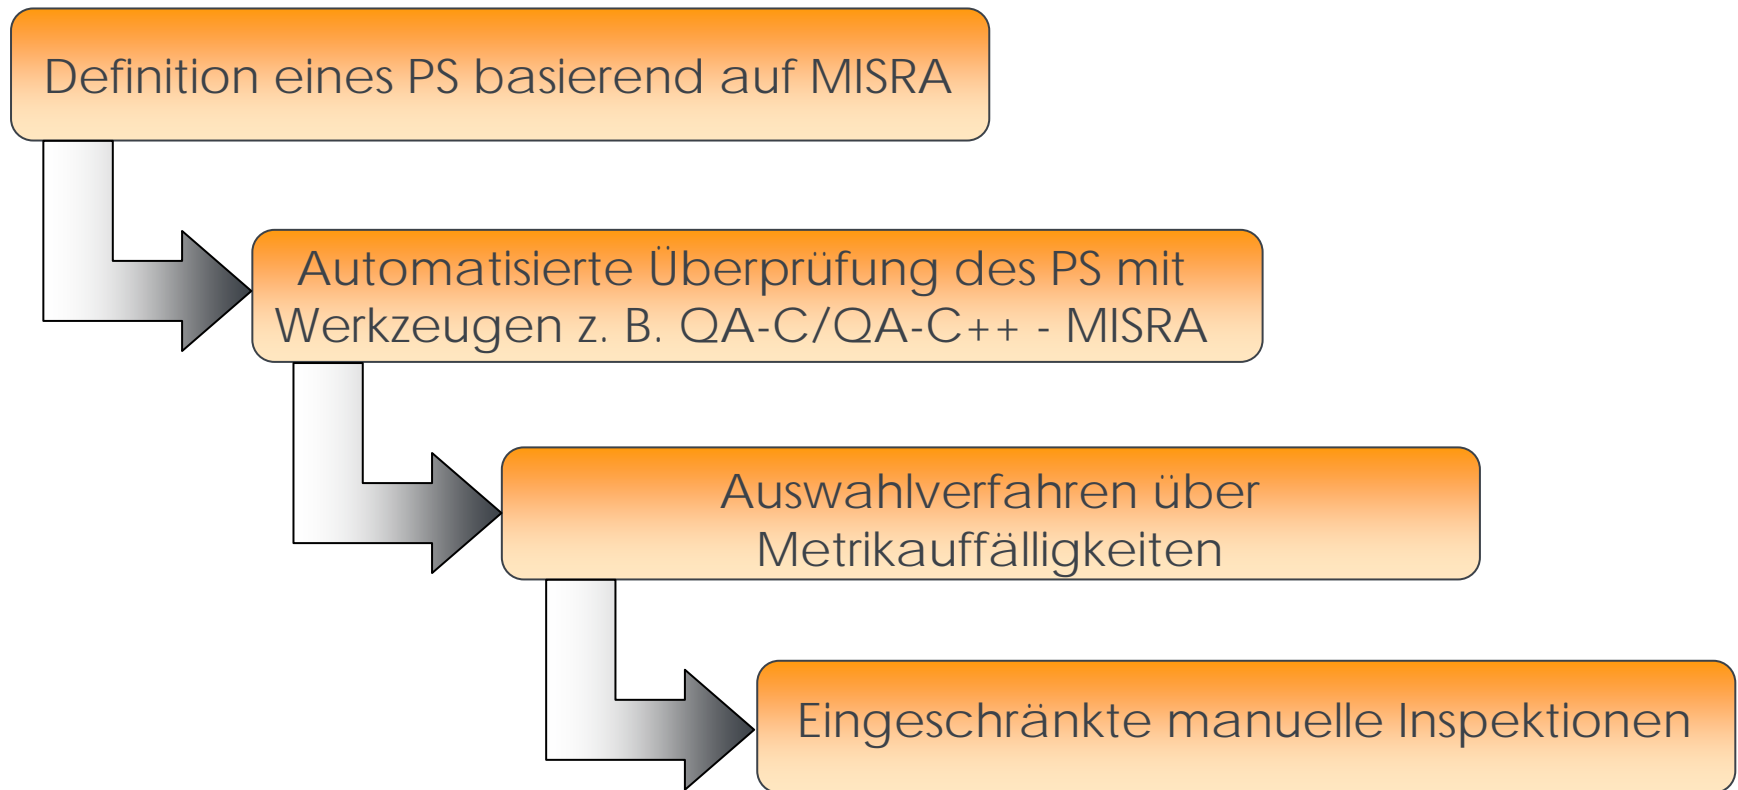 Definition eines PS basierend auf MISRA
Automatisierte Überprüfung des PS mit
Werkzeugen z. B. QA-C/QA-C++ - MISRA
Auswahlverfahren über
Metrikauffälligkeiten
Eingeschränkte manuelle Inspektionen